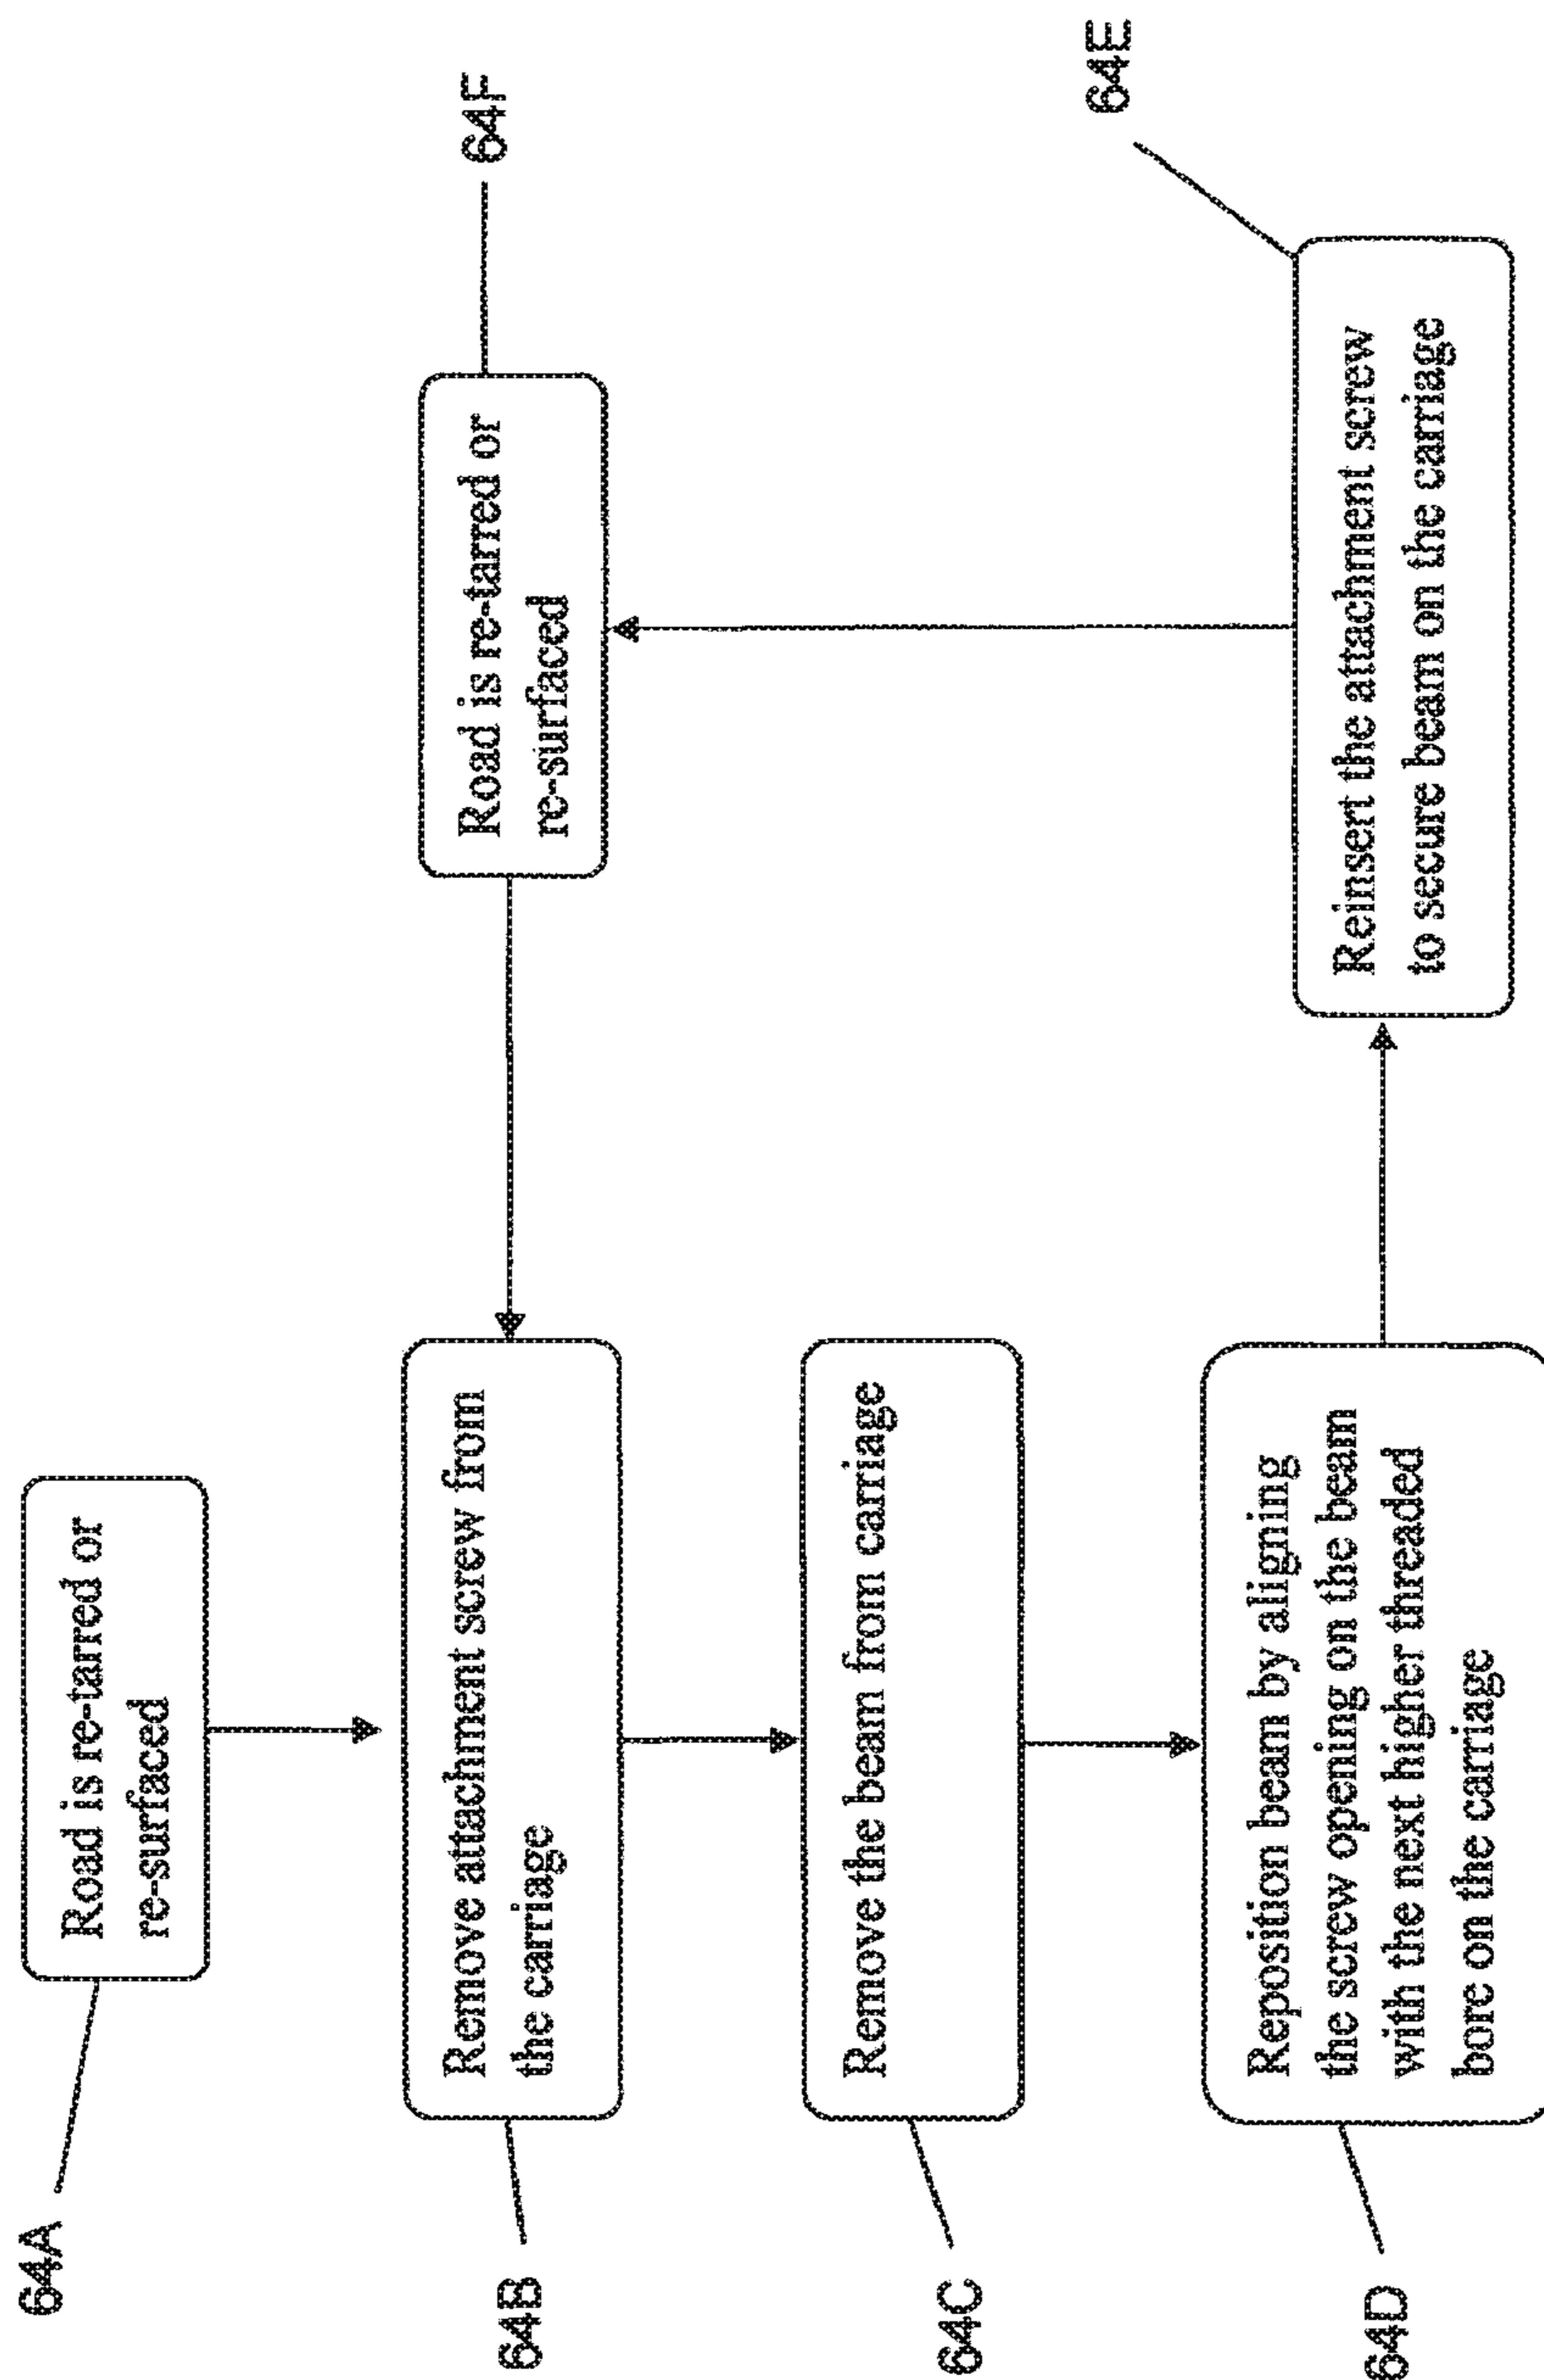 64A
Road is re-tarred or
re-surfaced
64B
Remove attachment screw from
the carriage
64C
Remove the beam from carriage
64D
Reposition beam by aligning
the screw opening on the beam
with the next higher threaded
bore on the carriage
Reinsert the attachment screw
to secure beam on the carriage
64E
Road is re-tarred or
re-surfaced
64F